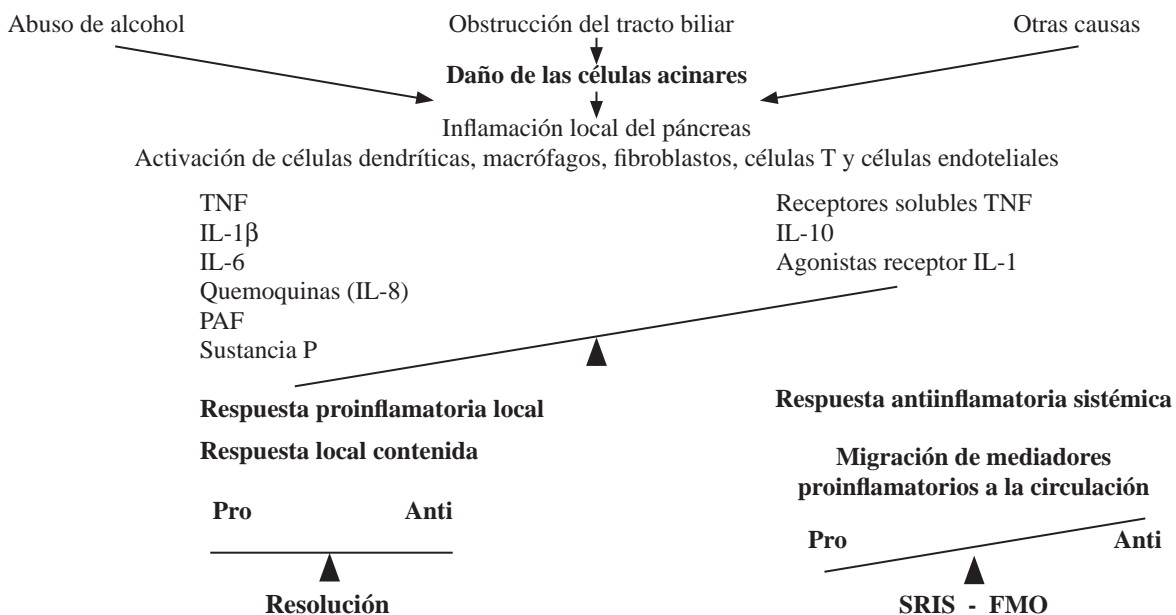 Abuso de alcohol
Obstrucción del tracto biliar
Otras causas
Daño de las células acinares
Inflamación local del páncreas
Activación de células dendríticas, macrófagos, fibroblastos, células T y células endoteliales
TNF
IL-1β
IL-6
Quemoquinas (IL-8)
PAF
Sustancia P
Receptores solubles TNF
IL-10
Agonistas receptor IL-1
Respuesta proinflamatoria local
Respuesta local contenida
Pro Anti
Resolución
Respuesta antiinflamatoria sistémica
Migración de mediadores
proinflamatorios a la circulación
Pro Anti
SRIS - FMO